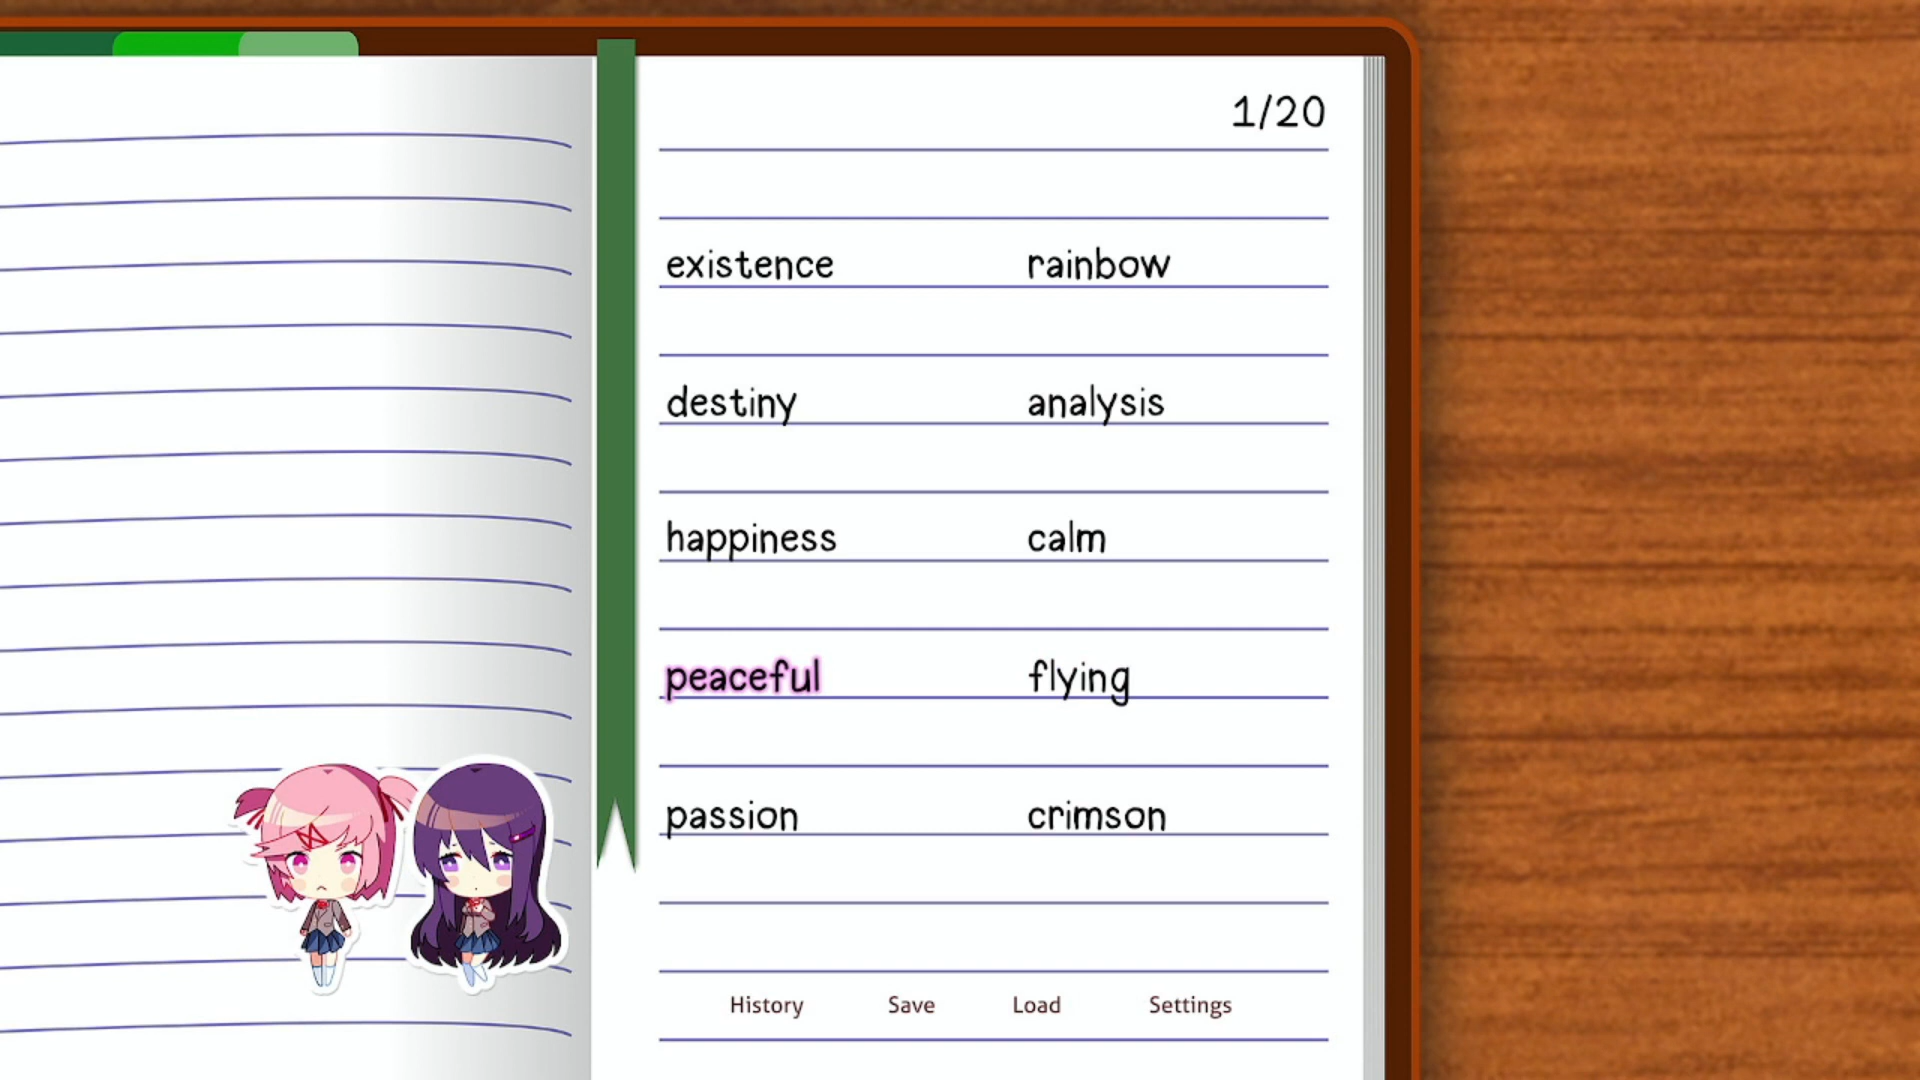 1/20
existence rainbow
destiny analysis
happiness calm
peaceful flying
passion crimson
History Save Load Settings